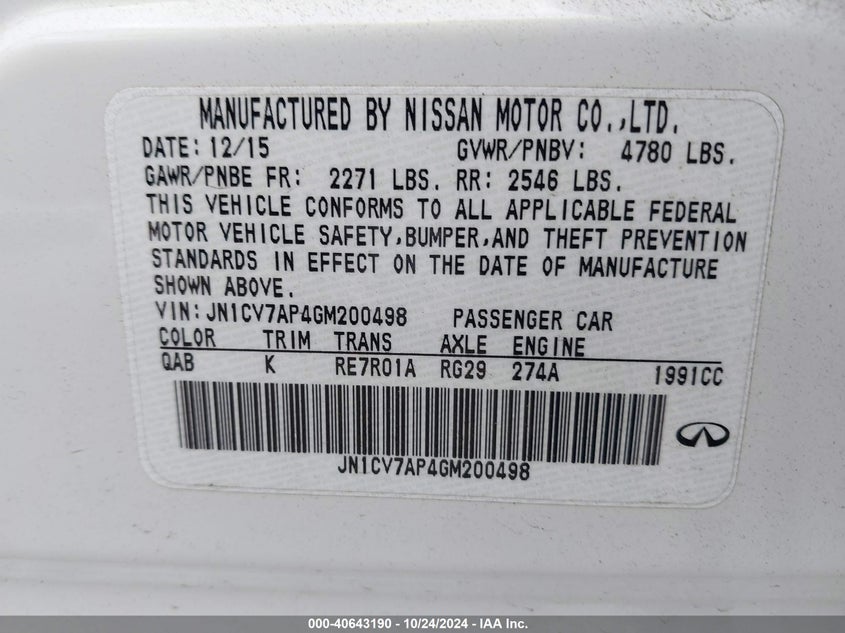 MANUFACTURED BY NISSAN MOTOR CO.,LTD.
DATE: 12/15 GVWR/PNBV: 4780 LBS.
GAWR/PNBE FR: 2271 LBS. RR: 2546 LBS.
THIS VEHICLE CONFORMS TO ALL APPLICABLE FEDERAL
MOTOR VEHICLE SAFETY,BUMPER,AND THEFT PREVENTION
STANDARDS IN EFFECT ON THE DATE OF MANUFACTURE
SHOWN ABOVE.
VIN:JN1CV7AP4GM200498 PASSENGER CAR
COLOR TRIM TRANS AXLE ENGINE
QAB K RE7R01A RG29 274A 1991CC
JN1CV7AP4GM200498
000-40643190 - 10/24/2024 - IAA Inc.